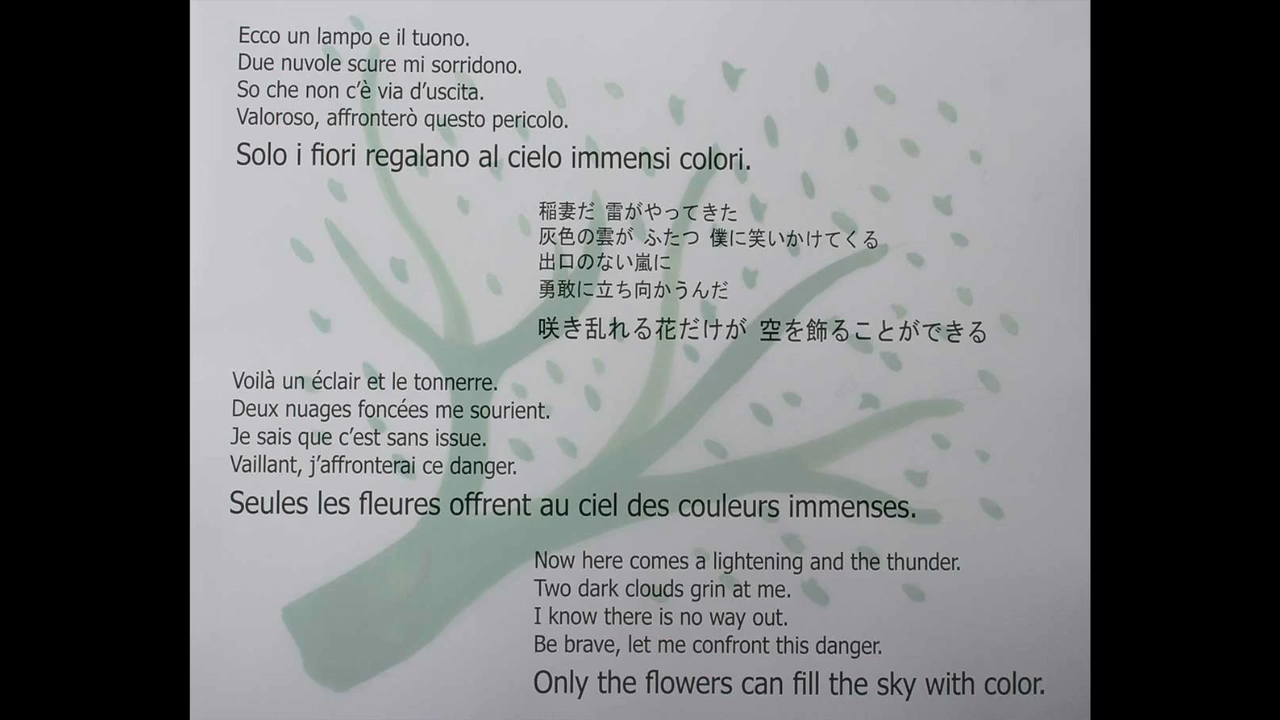 Ecco un lampo e il tuono.
Due nuvole scure mi sorridono.
So che non c'è via d'uscita.
Valoroso, affronterò questo pericolo.
Solo i fiori regalano al cielo immensi colori.
稲妻だ 雷がやってきた
灰色の雲が ふたつ 僕に笑いかけてくる
出口のない嵐に
勇敢に立ち向かうんだ
咲き乱れる花だけが 空を飾ることができる
Voilà un éclair et le tonnerre.
Deux nuages foncées me sourient.
Je sais que c'est sans issue.
Vaillant, j'affronterai ce danger.
Seules les fleures offrent au ciel des couleurs immenses.
Now here comes a lightening and the thunder.
Two dark clouds grin at me.
I know there is no way out.
Be brave, let me confront this danger.
Only the flowers can fill the sky with color.